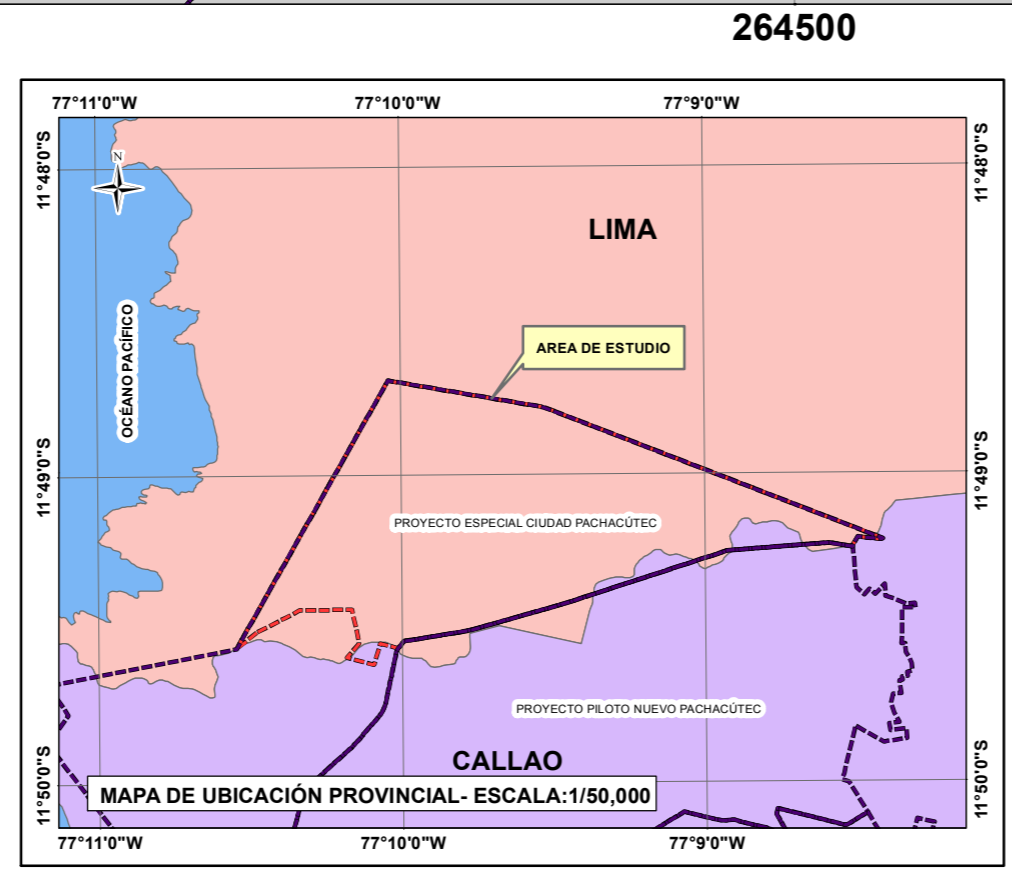 264500
77°11'0"W 77°10'0"W 77°9'0"W
11°48'0"S
11°48'0"S
N
LIMA
OCÉANO PACÍFICO
AREA DE ESTUDIO
11°49'0"S
11°49'0"S
PROYECTO ESPECIAL CIUDAD PACHACÚTEC
PROYECTO PILOTO NUEVO PACHACÚTEC
CALLAO
11°50'0"S
11°50'0"S
MAPA DE UBICACIÓN PROVINCIAL- ESCALA:1/50,000
77°11'0"W 77°10'0"W 77°9'0"W